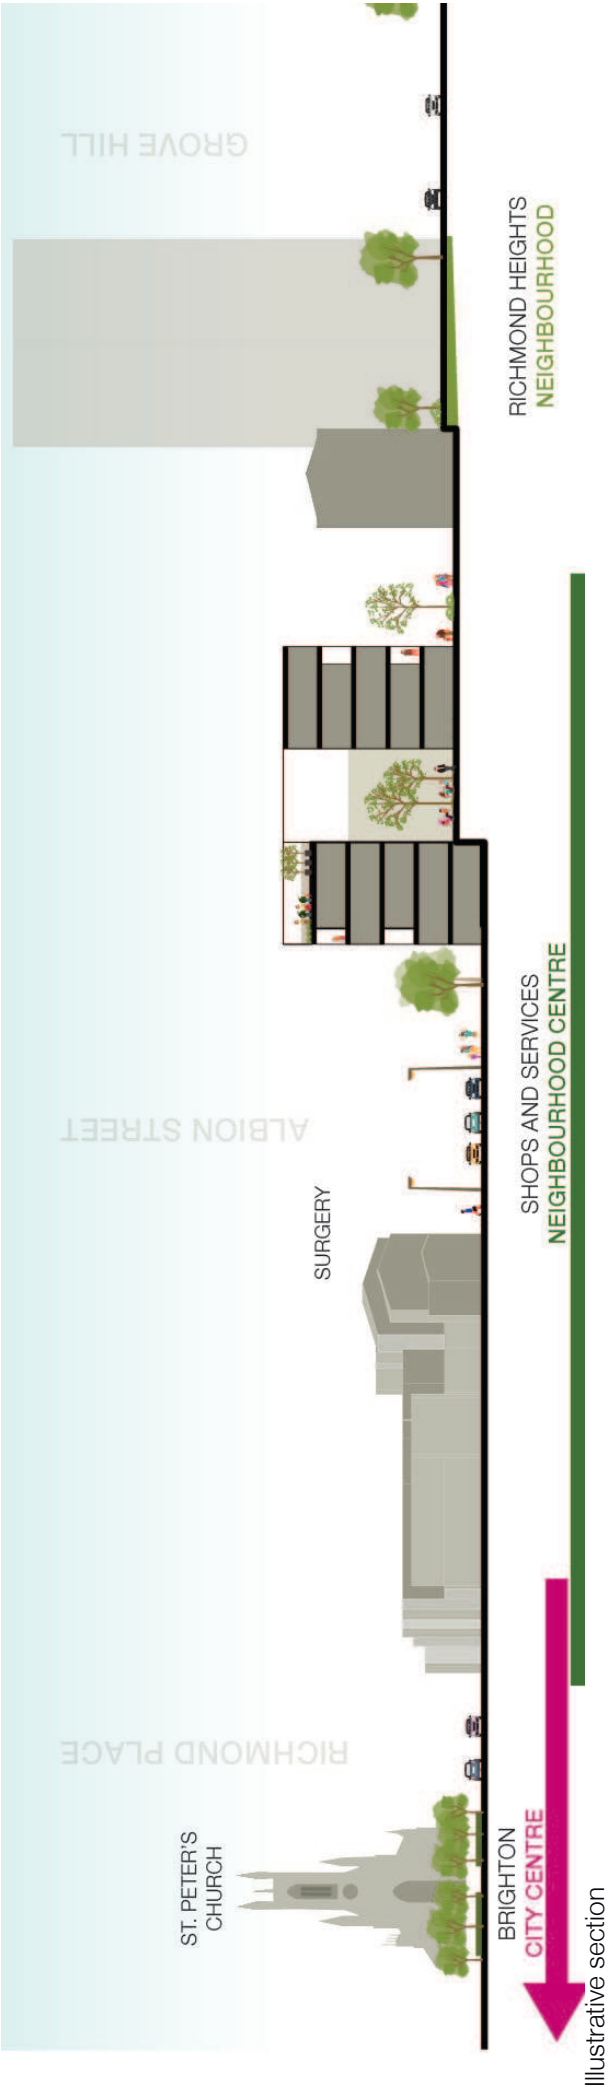 ST. PETER'S
CHURCH
RICHMOND PLACE
SURGERY
ALBION STREET
GROVE HILL
BRIGHTON
CITY CENTRE
SHOPS AND SERVICES
NEIGHBOURHOOD CENTRE
RICHMOND HEIGHTS
NEIGHBOURHOOD
Illustrative section